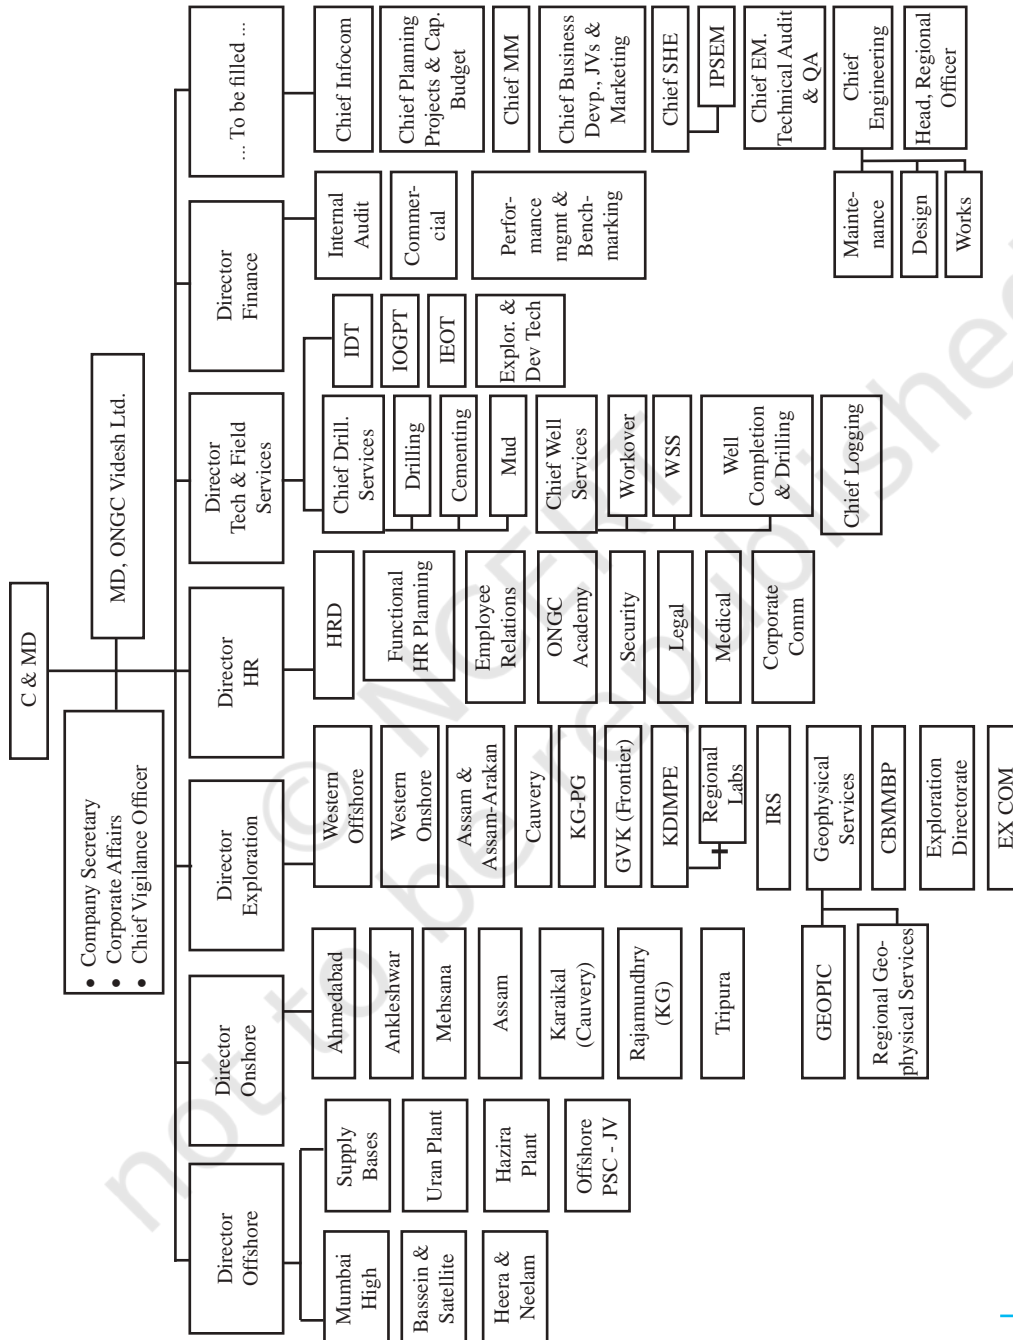 C & MD
• Company Secretary
• Corporate Affairs
• Chief Vigilance Officer
MD, ONGC Videsh Ltd.
Director
Offshore
Mumbai
High
Bassein &
Satellite
Heera &
Neelam
Supply
Bases
Uran Plant
Hazira
Plant
Offshore
PSC - JV
Director
Onshore
Ahmedabad
Ankleshwar
Mehsana
Assam
Karaikal
(Cauvery)
Rajamundhry
(KG)
Tripura
Director
Exploration
Western
Offshore
Western
Onshore
Assam &
Assam-Arakan
Cauvery
KG-PG
GVK (Frontier)
KDIMPE
Regional
Labs
IRS
Geophysical
Services
GEOPIC
Regional Geo-
physical Services
CBMMBP
Exploration
Directorate
EX COM
Director
HR
HRD
Functional
HR Planning
Employee
Relations
ONGC
Academy
Security
Legal
Medical
Corporate
Comm
Director
Tech & Field
Services
Chief Drill.
Services
Drilling
Cementing
Mud
Chief Well
Services
Workover
WSS
Well
Completion
& Drilling
Chief Logging
IDT
IOGPT
IEOT
Explor. &
Dev Tech
Director
Finance
Internal
Audit
Commer-
cial
Perfor-
mance
mgmt &
Bench-
marking
... To be filled ...
Chief Infocom
Chief Planning
Projects & Cap.
Budget
Chief MM
Chief Business
Devp., JVs &
Marketing
Chief SHE
IPSEM
Chief EM.
Technical Audit
& QA
Chief
Engineering
Mainte-
nance
Design
Works
Head, Regional
Officer
© NCERT
not to be republished